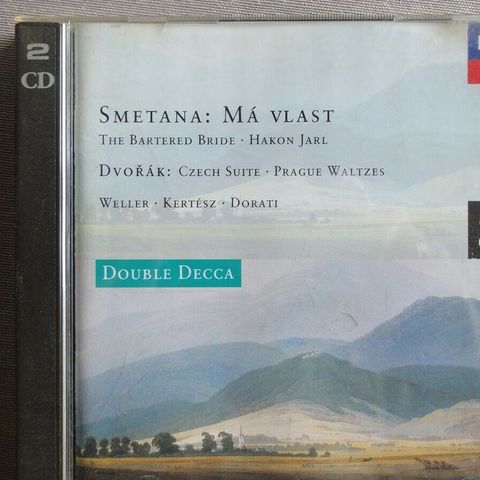 2
CD
SMETANA: MÁ VLAST
THE BARTERED BRIDE · HAKON JARL
DVOŘÁK: CZECH SUITE · PRAGUE WALTZES
WELLER · KERTÉSZ · DORATI
DOUBLE DECCA